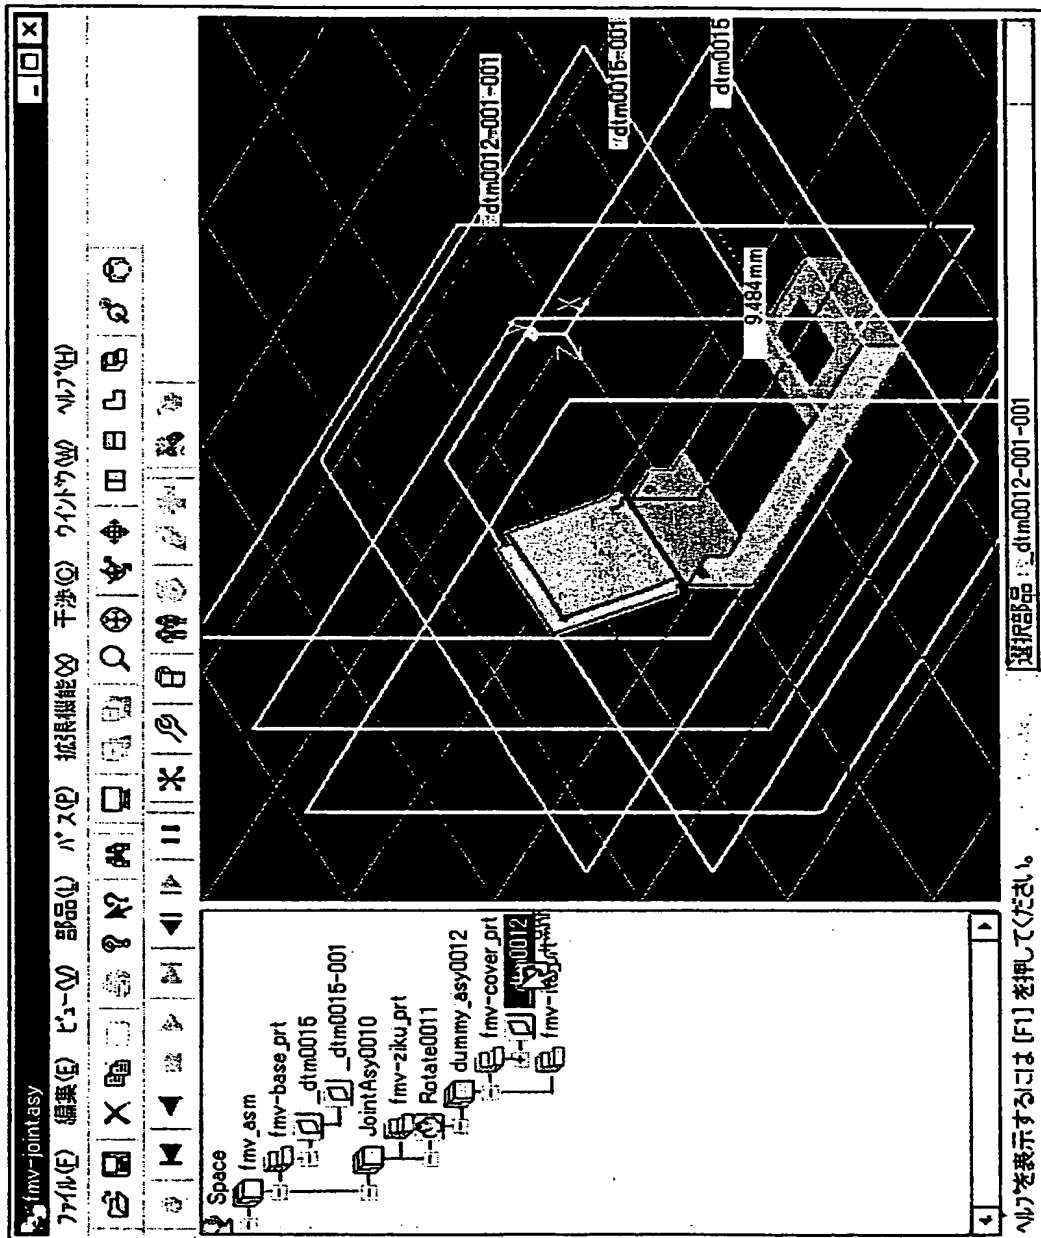 fmv-joint.asy
ファイル(F) 編集(E) ビュー(V) 部品(L) パス(P) 拡張機能(X) 干渉(O) ウィンドウ(W) ヘルプ(H)
Space
fmv_asm
fmv-base_prt
_dtm0015
_dtm0015-001
JointAsy0010
fmv-ziku_prt
Rotate0011
dummy_asy0012
fmv-cover_prt
_dtm0012-001-001
_dtm0015-001
_dtm0015
9.484mm
ヘルプを表示するには [F1] を押してください。
選択部品 : _dtm0012-001-001